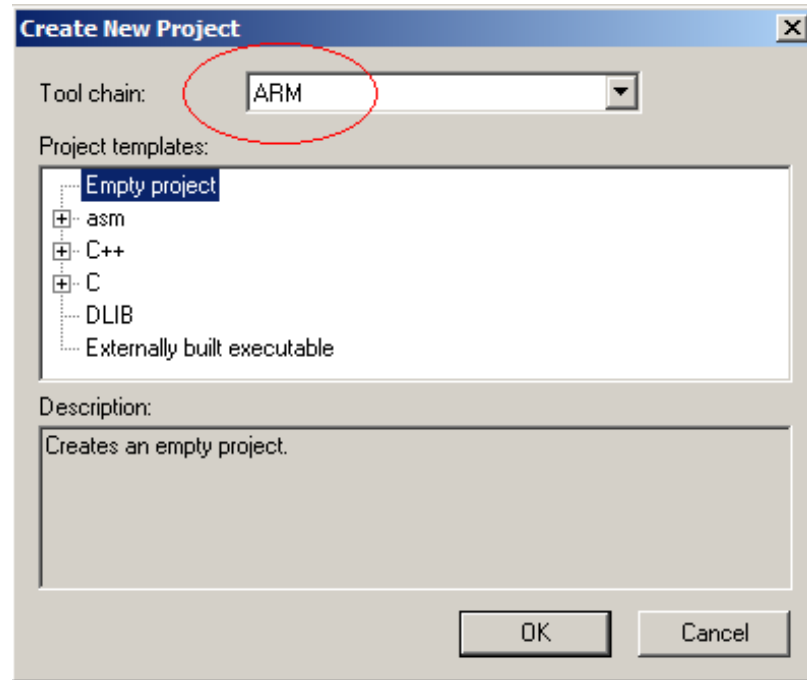 Create New Project
Tool chain: ARM
Project templates:
Empty project
asm
C++
C
DLIB
Externally built executable
Description:
Creates an empty project.
OK Cancel